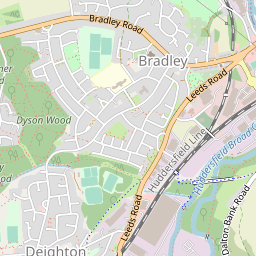 Bradley Road
Bradley
Leeds Road
Dyson Wood
Huddersfield Line
Huddersfield Broad C
Leeds Road
Dalton Bank Road
Deighton